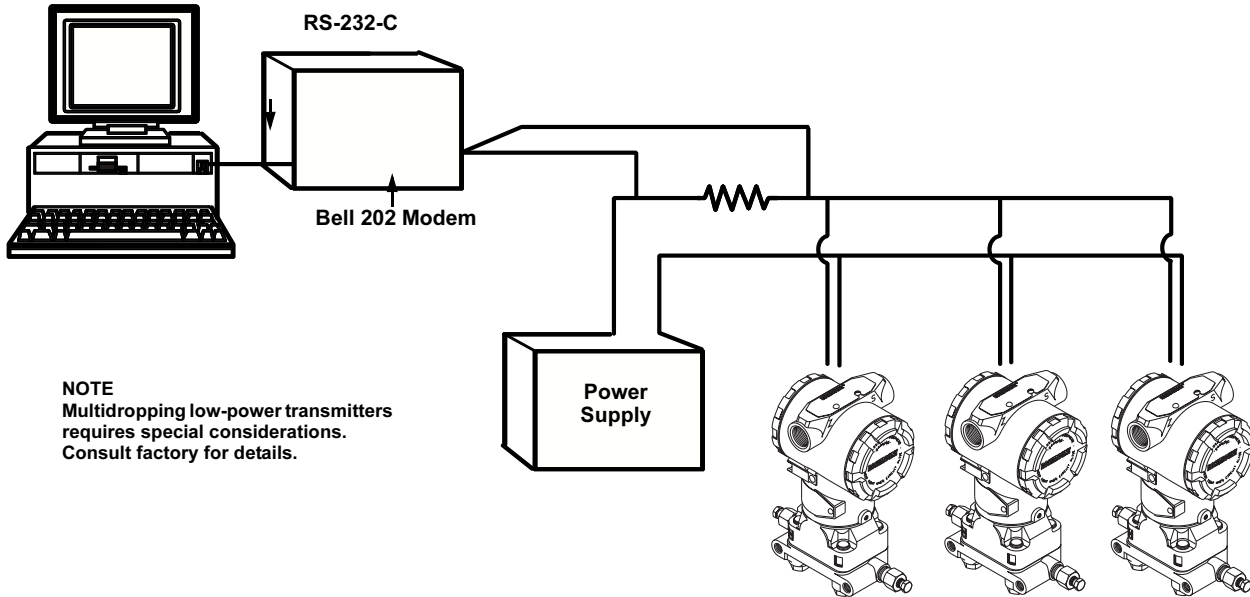 RS-232-C
Bell 202 Modem
Power
Supply
NOTE
Multidropping low-power transmitters
requires special considerations.
Consult factory for details.